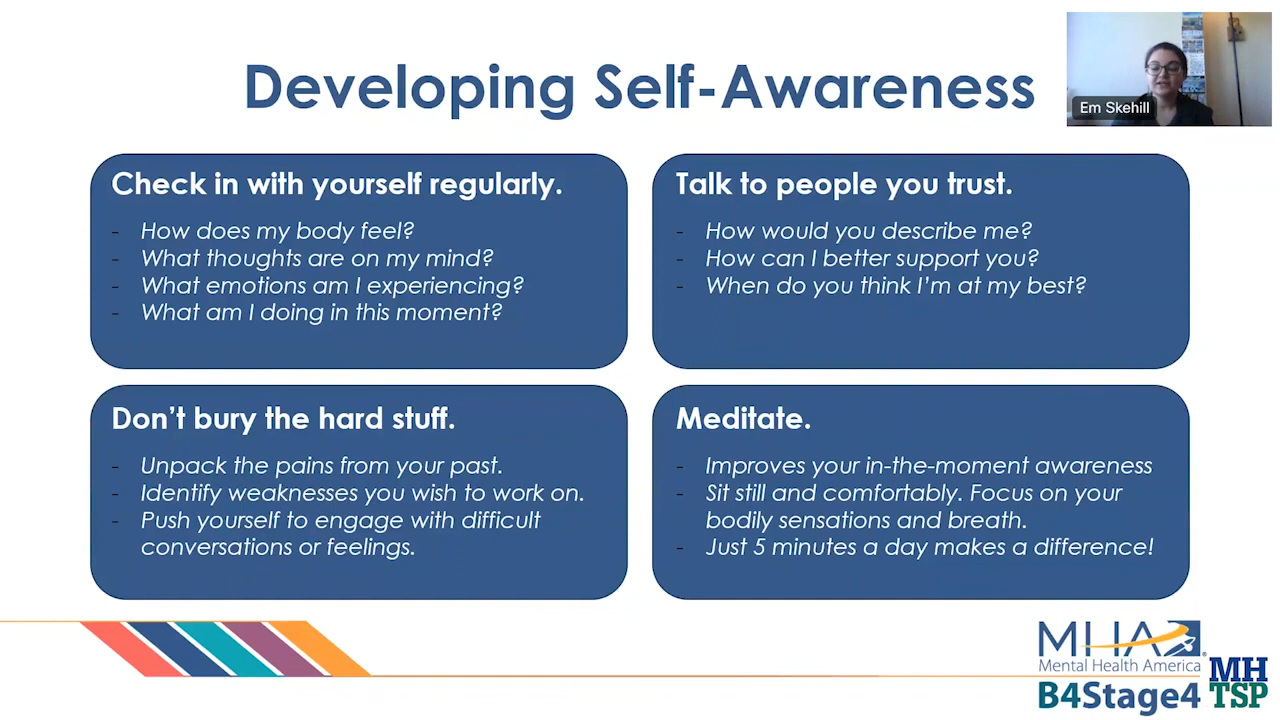 Developing Self-Awareness
Em Skehill
Check in with yourself regularly.
- How does my body feel?
- What thoughts are on my mind?
- What emotions am I experiencing?
- What am I doing in this moment?
Talk to people you trust.
- How would you describe me?
- How can I better support you?
- When do you think I'm at my best?
Don't bury the hard stuff.
- Unpack the pains from your past.
- Identify weaknesses you wish to work on.
- Push yourself to engage with difficult
conversations or feelings.
Meditate.
- Improves your in-the-moment awareness
- Sit still and comfortably. Focus on your
bodily sensations and breath.
- Just 5 minutes a day makes a difference!
MHA®
Mental Health America
B4Stage4
MH
TSP